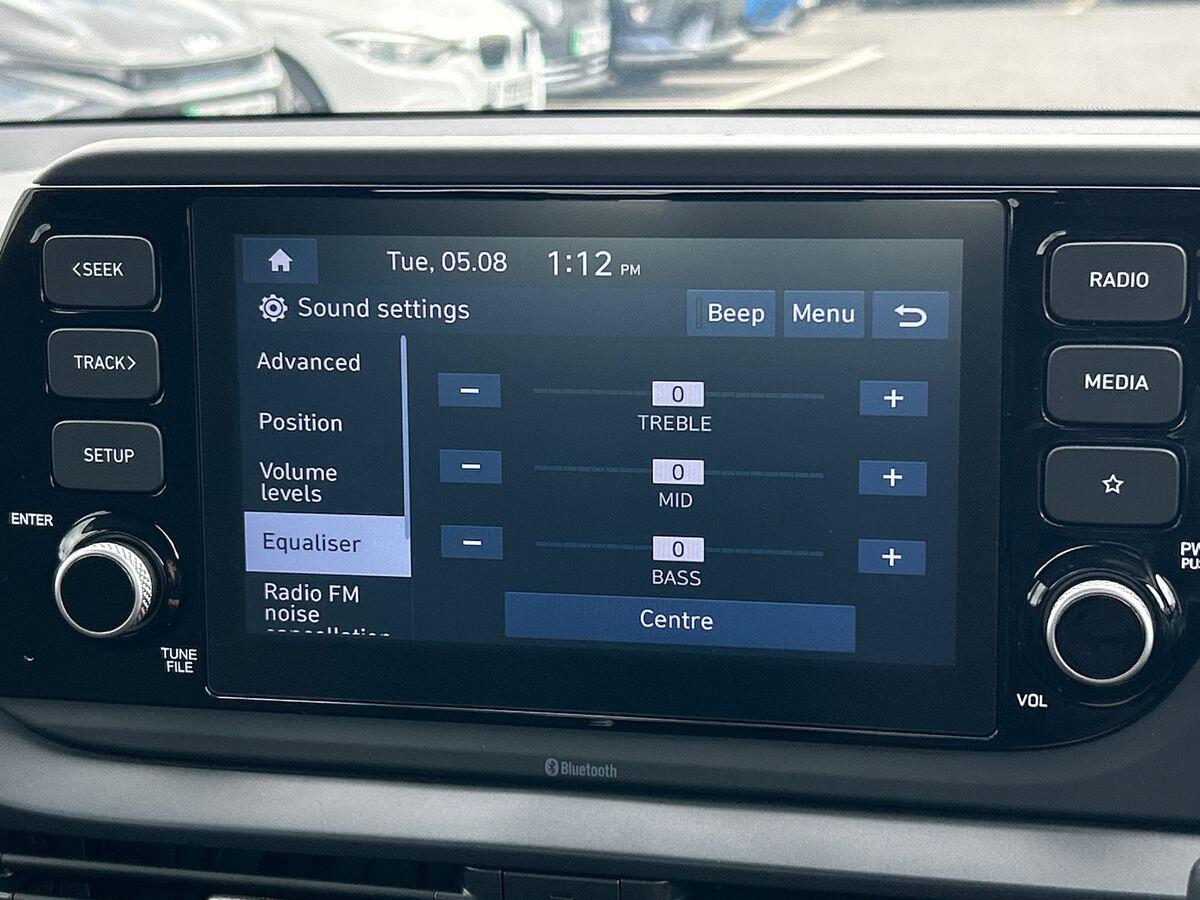 <SEEK
TRACK>
SETUP
ENTER
TUNE
FILE
Tue, 05.08 1:12 PM
Sound settings
Beep Menu
Advanced
Position
Volume
levels
Equaliser
Radio FM
noise
cancellation
0
TREBLE
0
MID
0
BASS
Centre
RADIO
MEDIA
VOL
Bluetooth